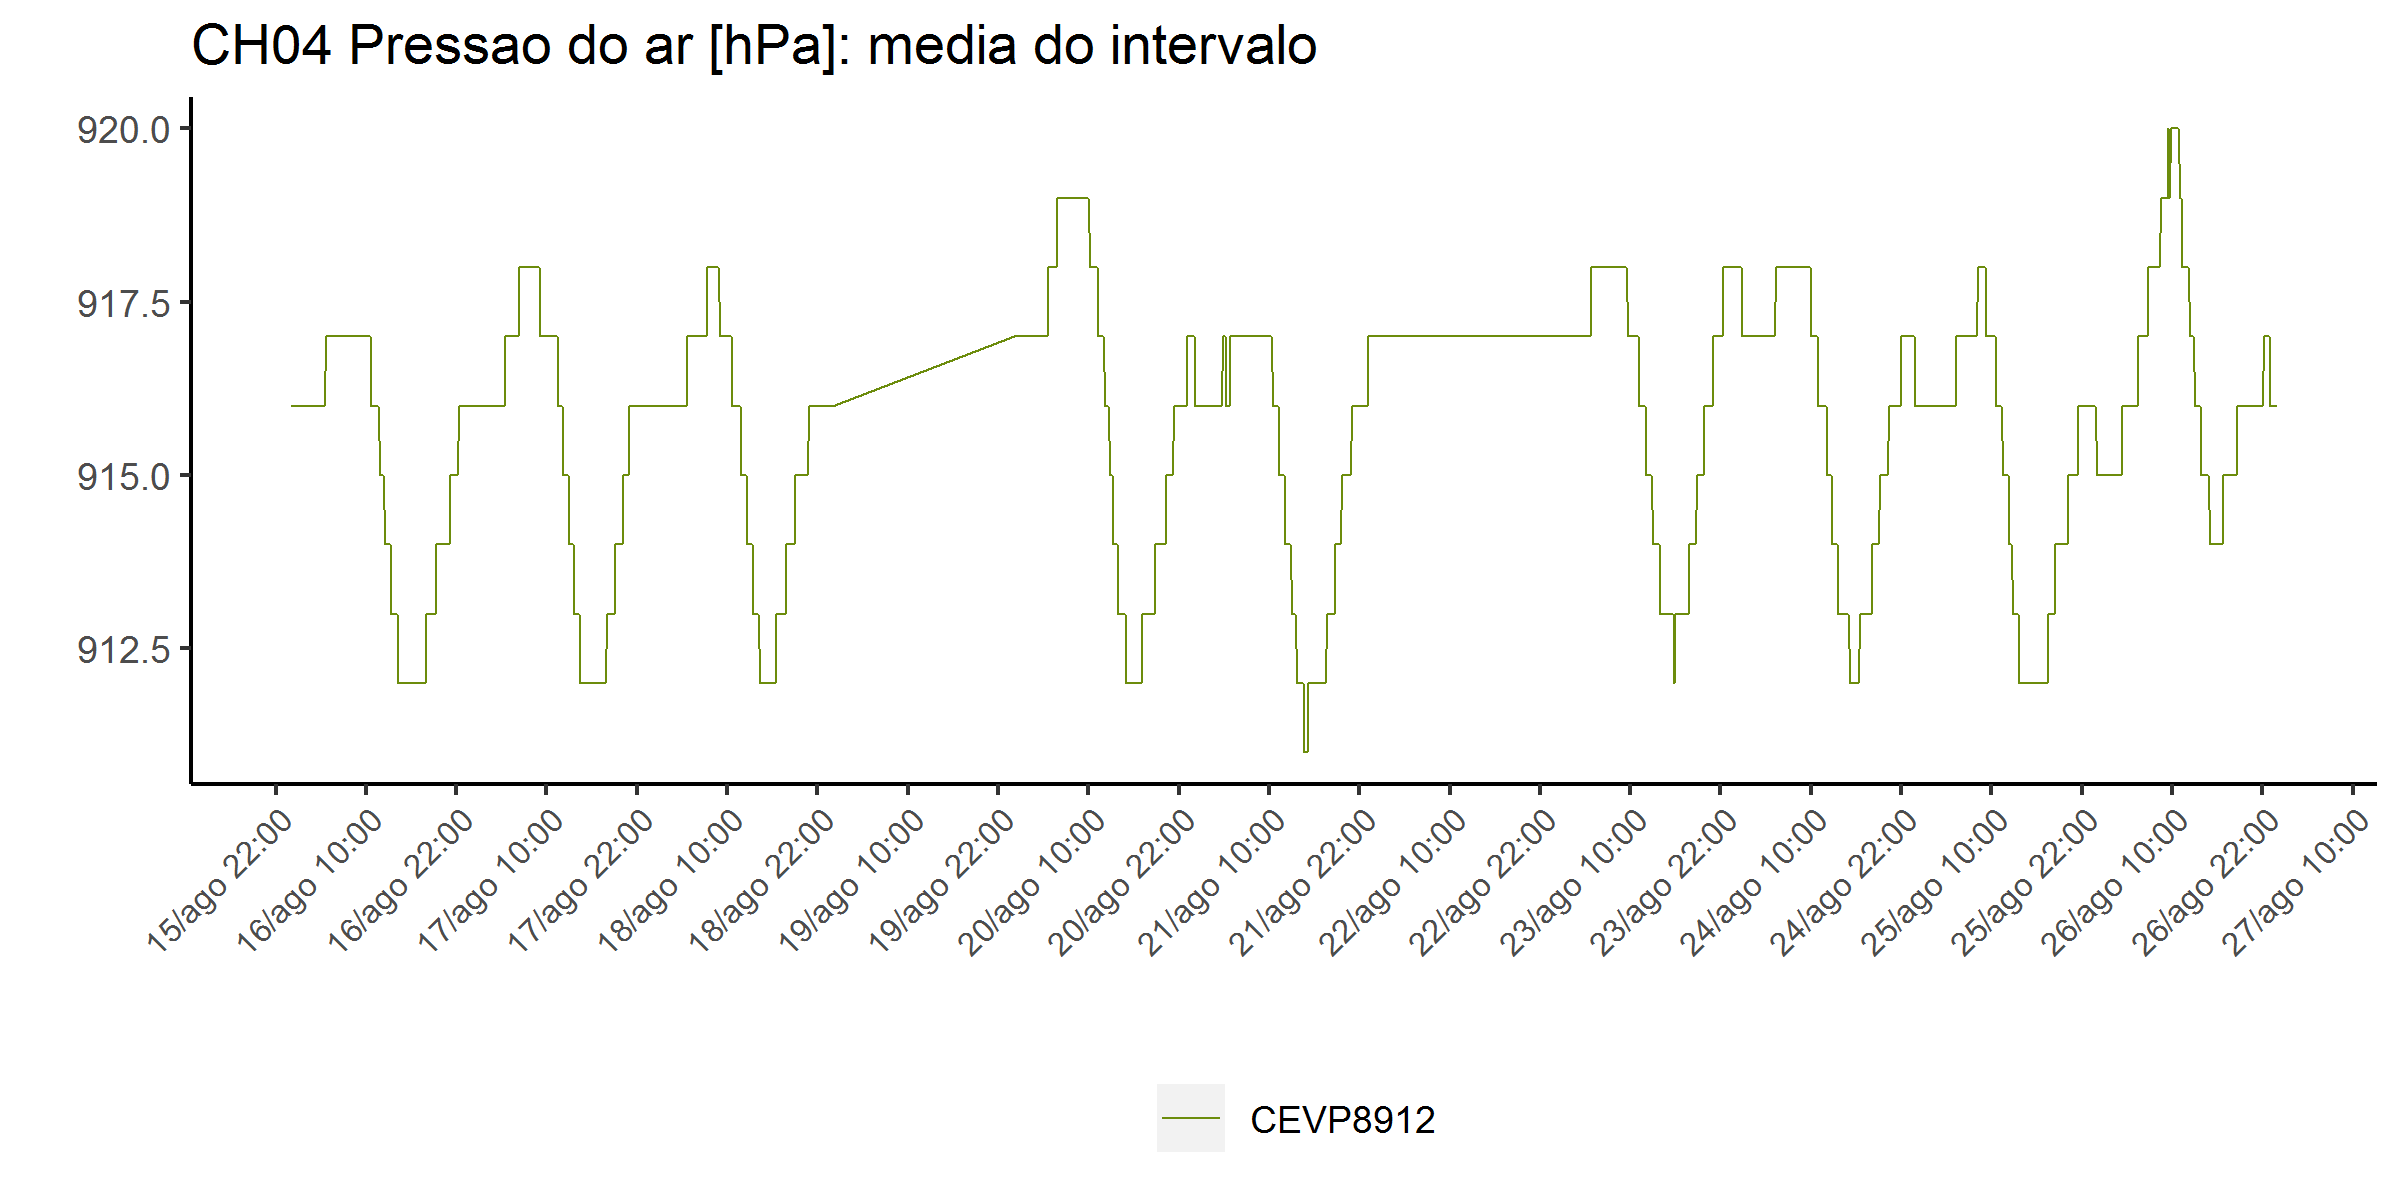 CH04 Pressao do ar [hPa]: media do intervalo
920.0
917.5
915.0
912.5
15/ago 22:00
16/ago 10:00
16/ago 22:00
17/ago 10:00
17/ago 22:00
18/ago 10:00
18/ago 22:00
19/ago 10:00
19/ago 22:00
20/ago 10:00
20/ago 22:00
21/ago 10:00
21/ago 22:00
22/ago 10:00
22/ago 22:00
23/ago 10:00
23/ago 22:00
24/ago 10:00
24/ago 22:00
25/ago 10:00
25/ago 22:00
26/ago 10:00
26/ago 22:00
27/ago 10:00
CEVP8912